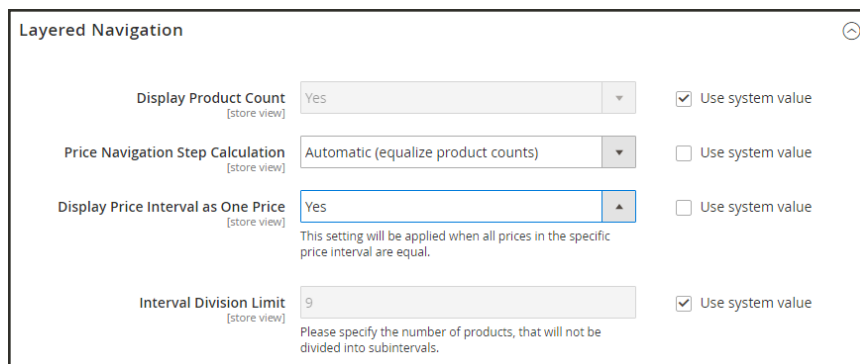 Layered Navigation
Display Product Count
[store view]
Yes
Use system value
Price Navigation Step Calculation
[store view]
Automatic (equalize product counts)
Use system value
Display Price Interval as One Price
[store view]
Yes
Use system value
This setting will be applied when all prices in the specific
price interval are equal.
Interval Division Limit
[store view]
9
Use system value
Please specify the number of products, that will not be
divided into subintervals.